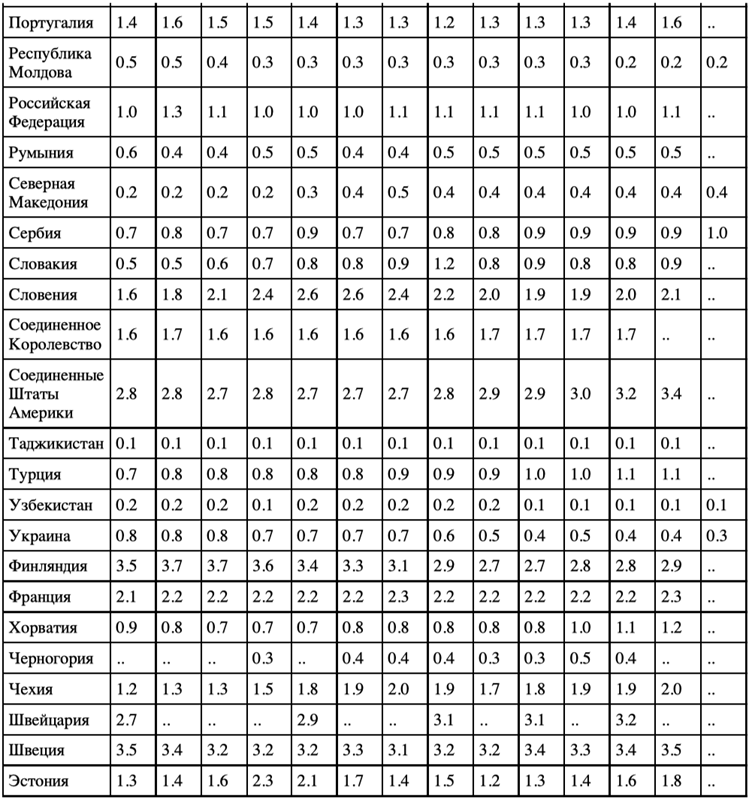 Португалия 1.4 1.6 1.5 1.5 1.4 1.3 1.3 1.2 1.3 1.3 1.3 1.4 1.6 ..
Республика
Молдова 0.5 0.5 0.4 0.3 0.3 0.3 0.3 0.3 0.3 0.3 0.3 0.2 0.2 0.2
Российская
Федерация 1.0 1.3 1.1 1.0 1.0 1.0 1.1 1.1 1.1 1.1 1.0 1.0 1.1 ..
Румыния 0.6 0.4 0.4 0.5 0.5 0.4 0.4 0.5 0.5 0.5 0.5 0.5 0.5 ..
Северная
Македония 0.2 0.2 0.2 0.2 0.3 0.4 0.5 0.4 0.4 0.4 0.4 0.4 0.4 0.4
Сербия 0.7 0.8 0.7 0.7 0.9 0.7 0.7 0.8 0.8 0.9 0.9 0.9 0.9 1.0
Словакия 0.5 0.5 0.6 0.7 0.8 0.8 0.9 1.2 0.8 0.9 0.8 0.8 0.9 ..
Словения 1.6 1.8 2.1 2.4 2.6 2.6 2.4 2.2 2.0 1.9 1.9 2.0 2.1 ..
Соединенное
Королевство 1.6 1.7 1.6 1.6 1.6 1.6 1.6 1.6 1.7 1.7 1.7 1.7 .. ..
Соединенные
Штаты
Америки 2.8 2.8 2.7 2.8 2.7 2.7 2.7 2.8 2.9 2.9 3.0 3.2 3.4 ..
Таджикистан 0.1 0.1 0.1 0.1 0.1 0.1 0.1 0.1 0.1 0.1 0.1 0.1 0.1 ..
Турция 0.7 0.8 0.8 0.8 0.8 0.8 0.9 0.9 0.9 1.0 1.0 1.1 1.1 ..
Узбекистан 0.2 0.2 0.2 0.1 0.2 0.2 0.2 0.2 0.2 0.1 0.1 0.1 0.1 0.1
Украина 0.8 0.8 0.8 0.7 0.7 0.7 0.7 0.6 0.5 0.4 0.5 0.4 0.4 0.3
Финляндия 3.5 3.7 3.7 3.6 3.4 3.3 3.1 2.9 2.7 2.7 2.8 2.8 2.9 ..
Франция 2.1 2.2 2.2 2.2 2.2 2.2 2.3 2.2 2.2 2.2 2.2 2.2 2.3 ..
Хорватия 0.9 0.8 0.7 0.7 0.7 0.8 0.8 0.8 0.8 0.8 1.0 1.1 1.2 ..
Черногория .. .. .. 0.3 .. 0.4 0.4 0.4 0.3 0.3 0.5 0.4 .. ..
Чехия 1.2 1.3 1.3 1.5 1.8 1.9 2.0 1.9 1.7 1.8 1.9 1.9 2.0 ..
Швейцария 2.7 .. .. .. 2.9 .. .. 3.1 .. 3.1 .. 3.2 .. ..
Швеция 3.5 3.4 3.2 3.2 3.2 3.3 3.1 3.2 3.2 3.4 3.3 3.4 3.5 ..
Эстония 1.3 1.4 1.6 2.3 2.1 1.7 1.4 1.5 1.2 1.3 1.4 1.6 1.8 ..